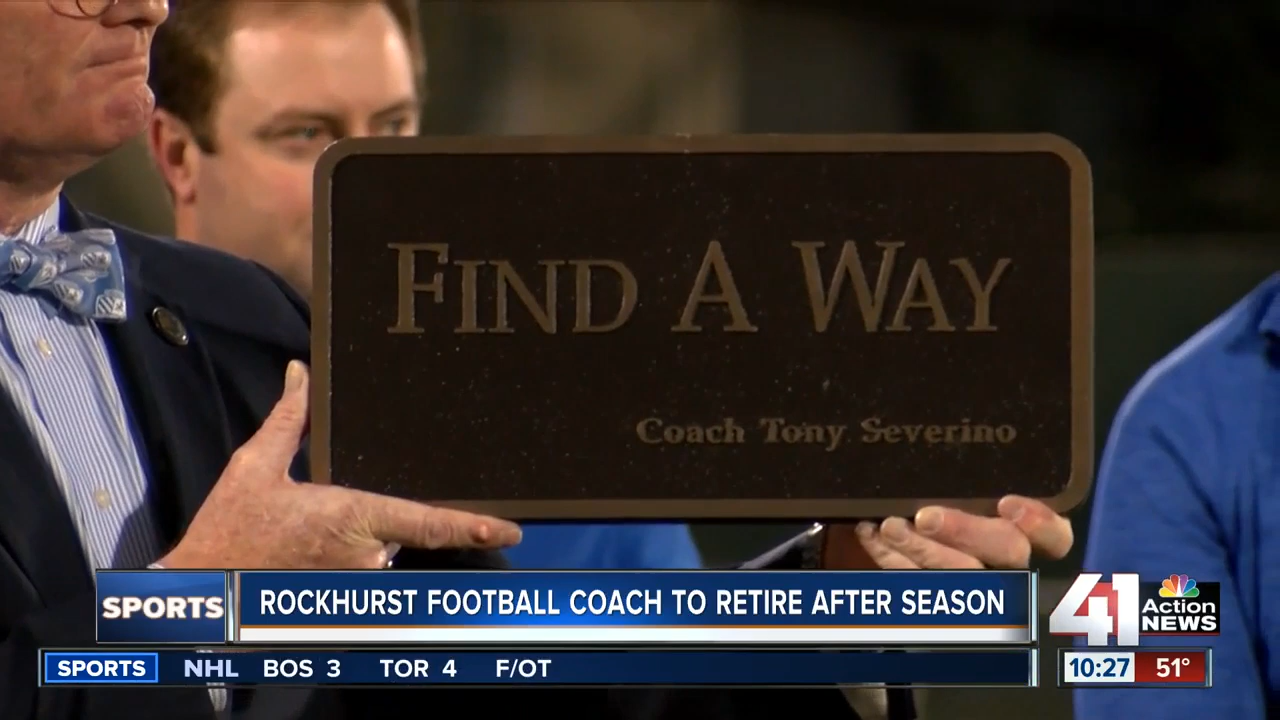 FIND A WAY
Coach Tony Severino
SPORTS
ROCKHURST FOOTBALL COACH TO RETIRE AFTER SEASON
41 Action NEWS
SPORTS NHL BOS 3 TOR 4 F/OT
10:27 51°